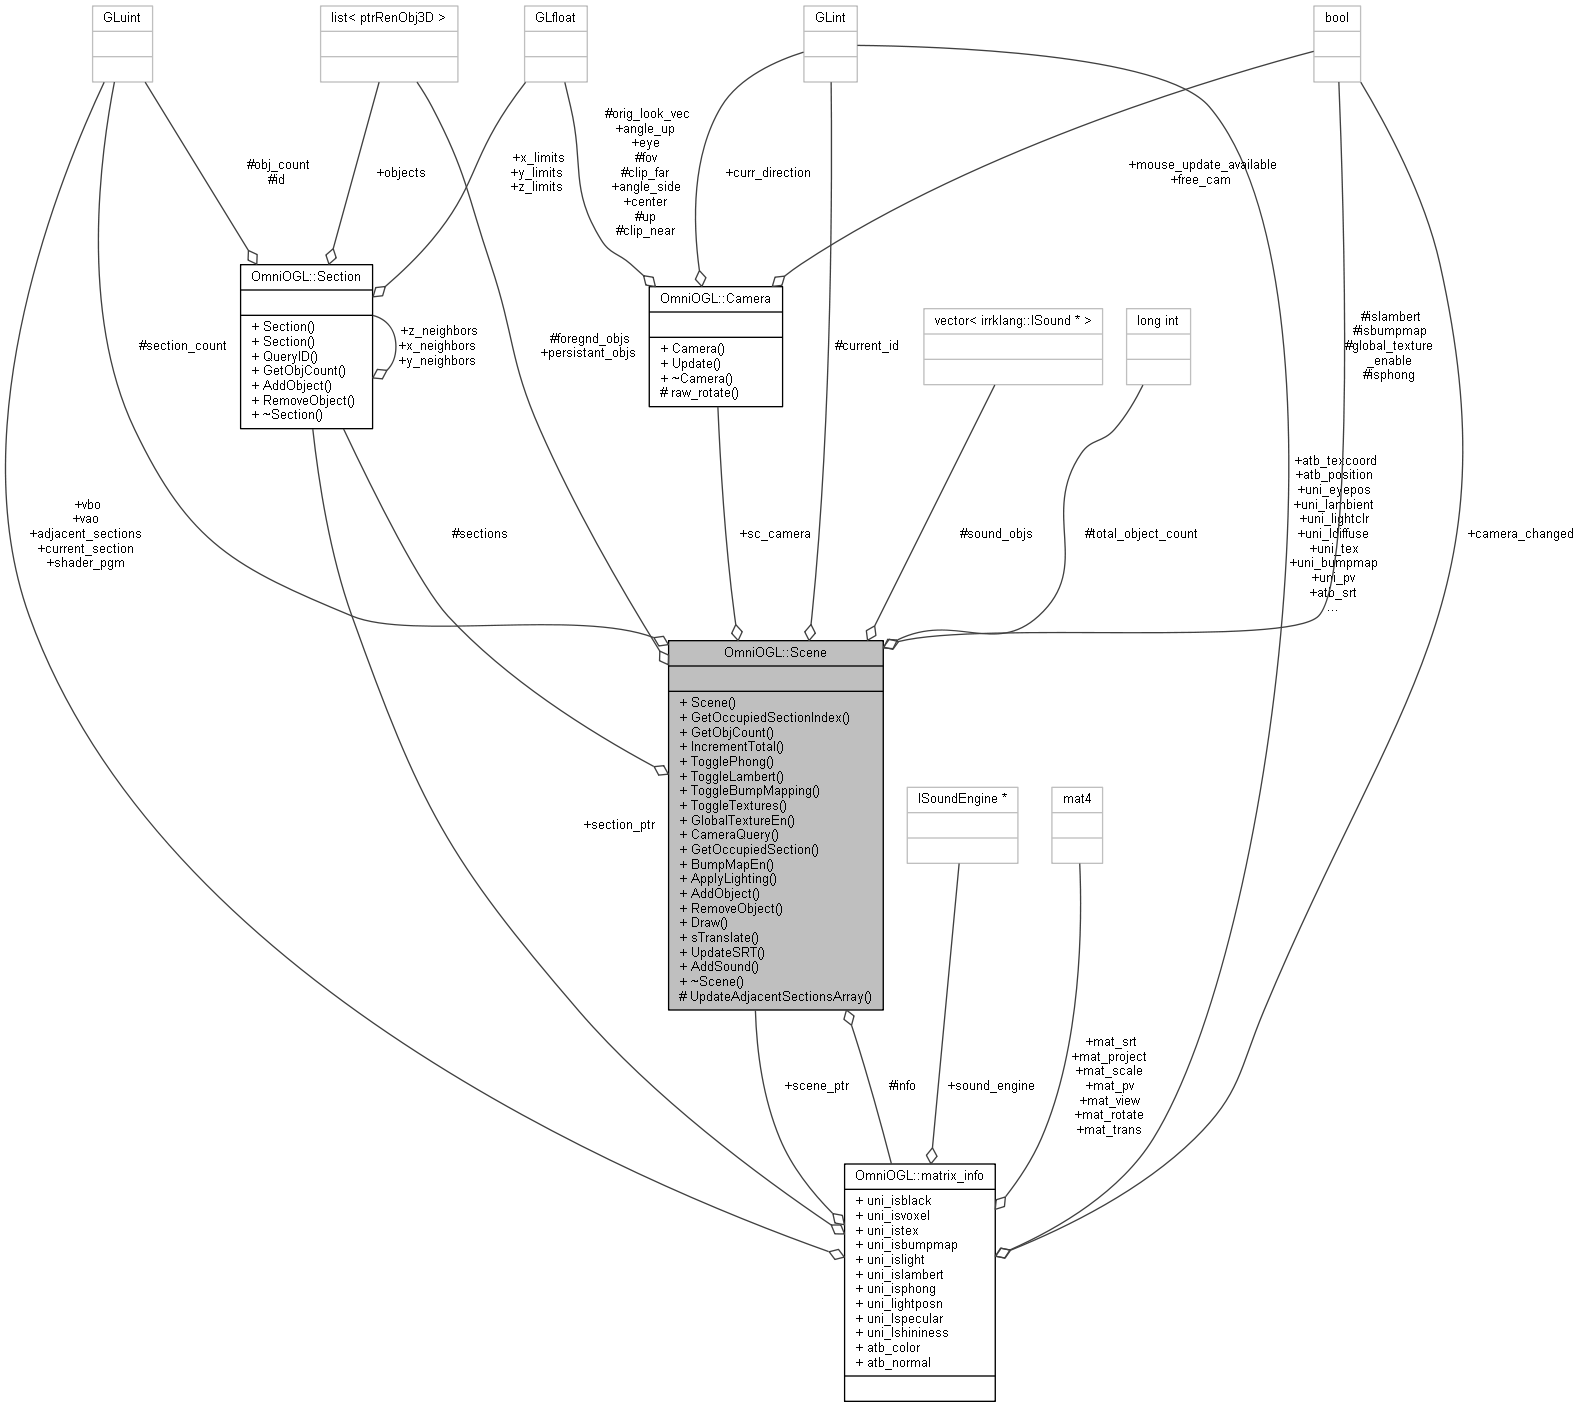 GLuint
list< ptrRenObj3D >
GLfloat
GLint
bool
#orig_look_vec
+angle_up
+eye
#fov
#clip_far
+angle_side
+center
#up
#clip_near
#obj_count
#id
+objects
+x_limits
+y_limits
+z_limits
+curr_direction
+mouse_update_available
+free_cam
OmniOGL::Section
+ Section()
+ Section()
+ QueryID()
+ GetObjCount()
+ AddObject()
+ RemoveObject()
+ ~Section()
+z_neighbors
+x_neighbors
+y_neighbors
#section_count
#foregnd_objs
+persistant_objs
OmniOGL::Camera
+ Camera()
+ Update()
+ ~Camera()
# raw_rotate()
#current_id
vector< irrklang::ISound * >
long int
#islambert
#isbumpmap
#global_texture
_enable
#isphong
+vbo
+vao
+adjacent_sections
+current_section
+shader_pgm
#sections
+sc_camera
#sound_objs
#total_object_count
+atb_texcoord
+atb_position
+uni_eyepos
+uni_lambient
+uni_lightclr
+uni_ldiffuse
+uni_tex
+uni_bumpmap
+uni_pv
+atb_srt
...
+camera_changed
OmniOGL::Scene
+ Scene()
+ GetOccupiedSectionIndex()
+ GetObjCount()
+ IncrementTotal()
+ TogglePhong()
+ ToggleLambert()
+ ToggleBumpMapping()
+ ToggleTextures()
+ GlobalTextureEn()
+ CameraQuery()
+ GetOccupiedSection()
+ BumpMapEn()
+ ApplyLighting()
+ AddObject()
+ RemoveObject()
+ Draw()
+ sTranslate()
+ UpdateSRT()
+ AddSound()
+ ~Scene()
# UpdateAdjacentSectionsArray()
+section_ptr
ISoundEngine *
mat4
+scene_ptr
#info
+sound_engine
+mat_srt
+mat_project
+mat_scale
+mat_pv
+mat_view
+mat_rotate
+mat_trans
OmniOGL::matrix_info
+ uni_isblack
+ uni_isvoxel
+ uni_istex
+ uni_isbumpmap
+ uni_islight
+ uni_islambert
+ uni_isphong
+ uni_lightposn
+ uni_lspecular
+ uni_lshininess
+ atb_color
+ atb_normal